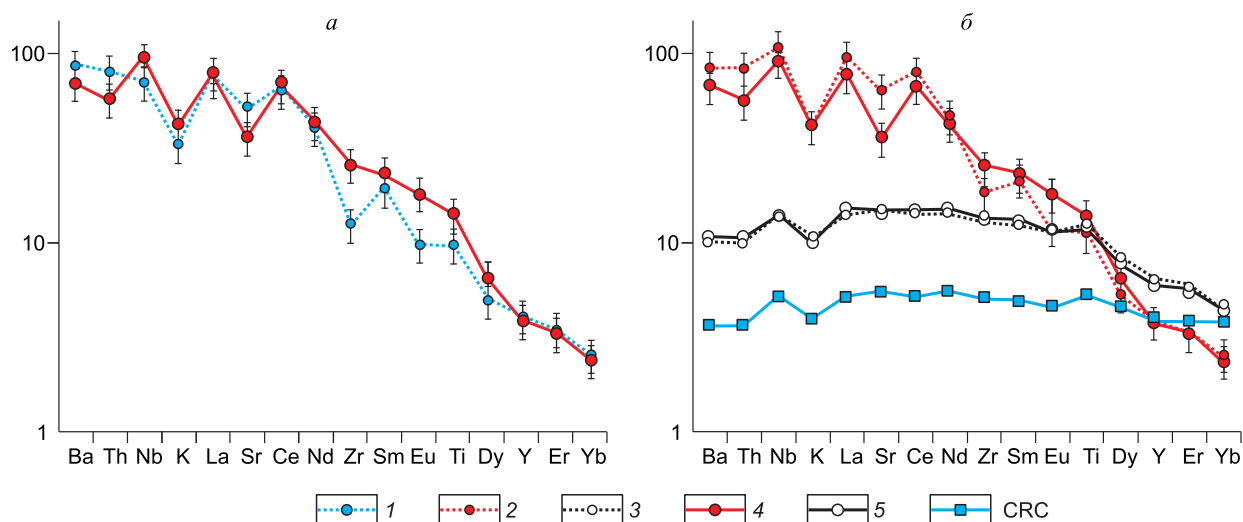 а
б
100
10
1
Ba Th Nb K La Sr Ce Nd Zr Sm Eu Ti Dy Y Er Yb
100
10
1
Ba Th Nb K La Sr Ce Nd Zr Sm Eu Ti Dy Y Er Yb
1 2 3 4 5 CRC